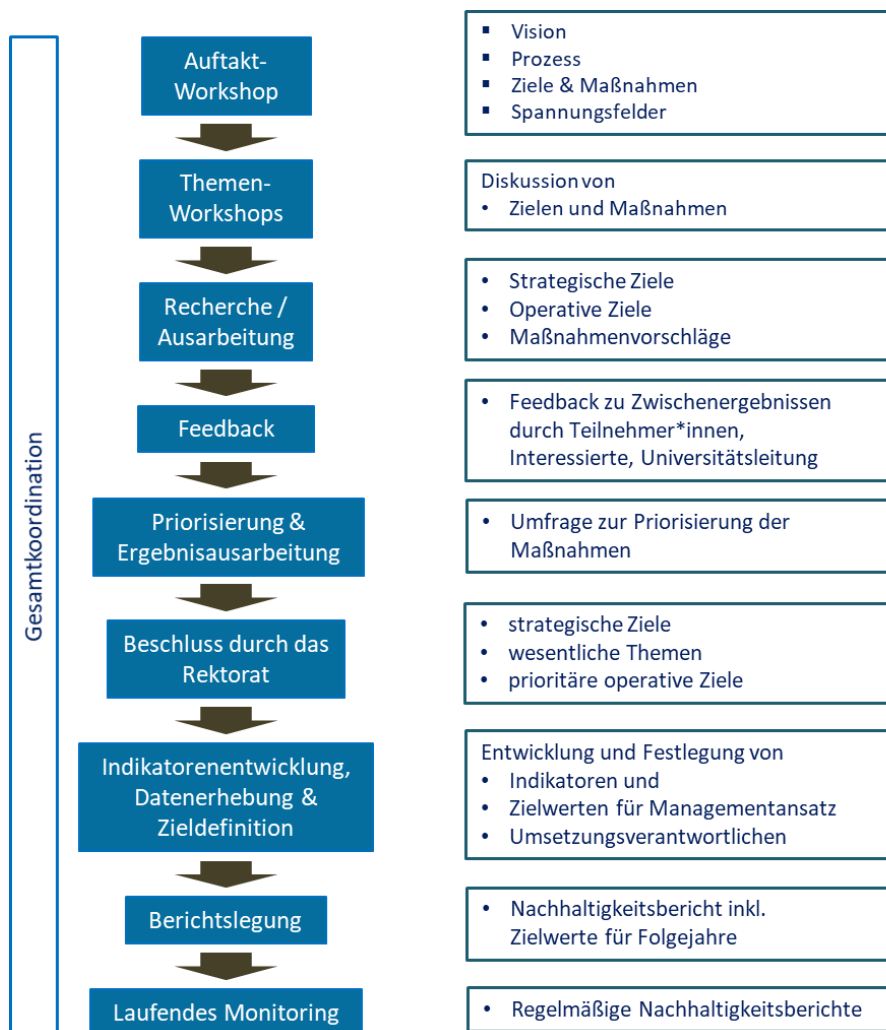 Gesamtkoordination
Auftakt-
Workshop
▪ Vision
▪ Prozess
▪ Ziele & Maßnahmen
▪ Spannungsfelder
Themen-
Workshops
Diskussion von
• Zielen und Maßnahmen
Recherche /
Ausarbeitung
• Strategische Ziele
• Operative Ziele
• Maßnahmenvorschläge
Feedback
• Feedback zu Zwischenergebnissen
durch Teilnehmer*innen,
Interessierte, Universitätsleitung
Priorisierung &
Ergebnisausarbeitung
• Umfrage zur Priorisierung der
Maßnahmen
Beschluss durch das
Rektorat
• strategische Ziele
• wesentliche Themen
• prioritäre operative Ziele
Indikatorenentwicklung,
Datenerhebung &
Zieldefinition
Entwicklung und Festlegung von
• Indikatoren und
• Zielwerten für Managementansatz
• Umsetzungsverantwortlichen
Berichtslegung
• Nachhaltigkeitsbericht inkl.
Zielwerte für Folgejahre
Laufendes Monitoring
• Regelmäßige Nachhaltigkeitsberichte